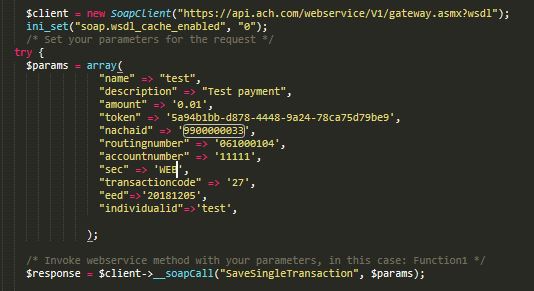 $client = new SoapClient("https://api.ach.com/webservice/V1/gateway.asmx?wsdl");
ini_set("soap.wsdl_cache_enabled", "0");
/* Set your parameters for the request */
try {
$params = array(
"name" => "test",
"description" => "Test payment",
"amount" => '0.01',
"token" => '5a94b1bb-d878-4448-9a24-78ca75d79be9',
"nachaid" => '9900000033',
"routingnumber" => '061000104',
"accountnumber" => '11111',
"sec" => 'WEB',
"transactioncode" => '27',
"eed"=>'20181205',
"individualid"=>'test',
);
/* Invoke webservice method with your parameters, in this case: Function1 */
$response = $client->__soapCall("SaveSingleTransaction", $params);